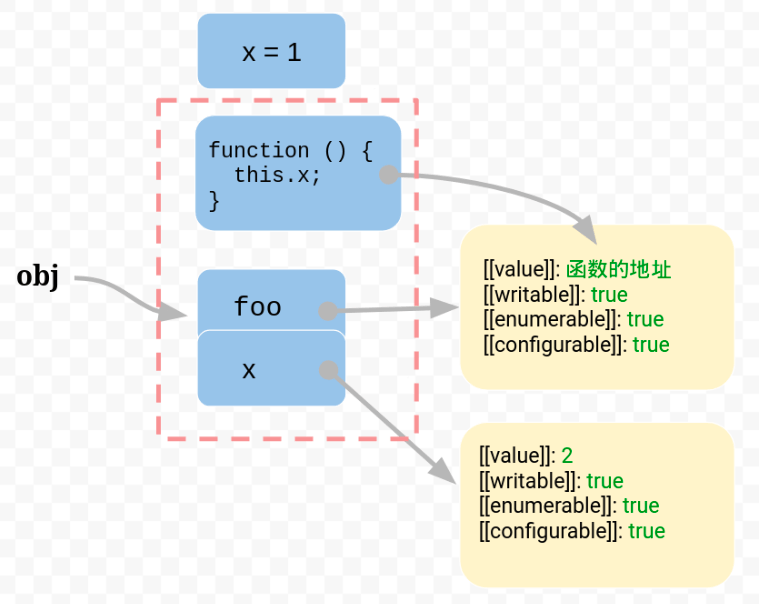 x = 1
function () {
  this.x;
}
obj
foo
x
[[value]]: 函数的地址
[[writable]]: true
[[enumerable]]: true
[[configurable]]: true
[[value]]: 2
[[writable]]: true
[[enumerable]]: true
[[configurable]]: true